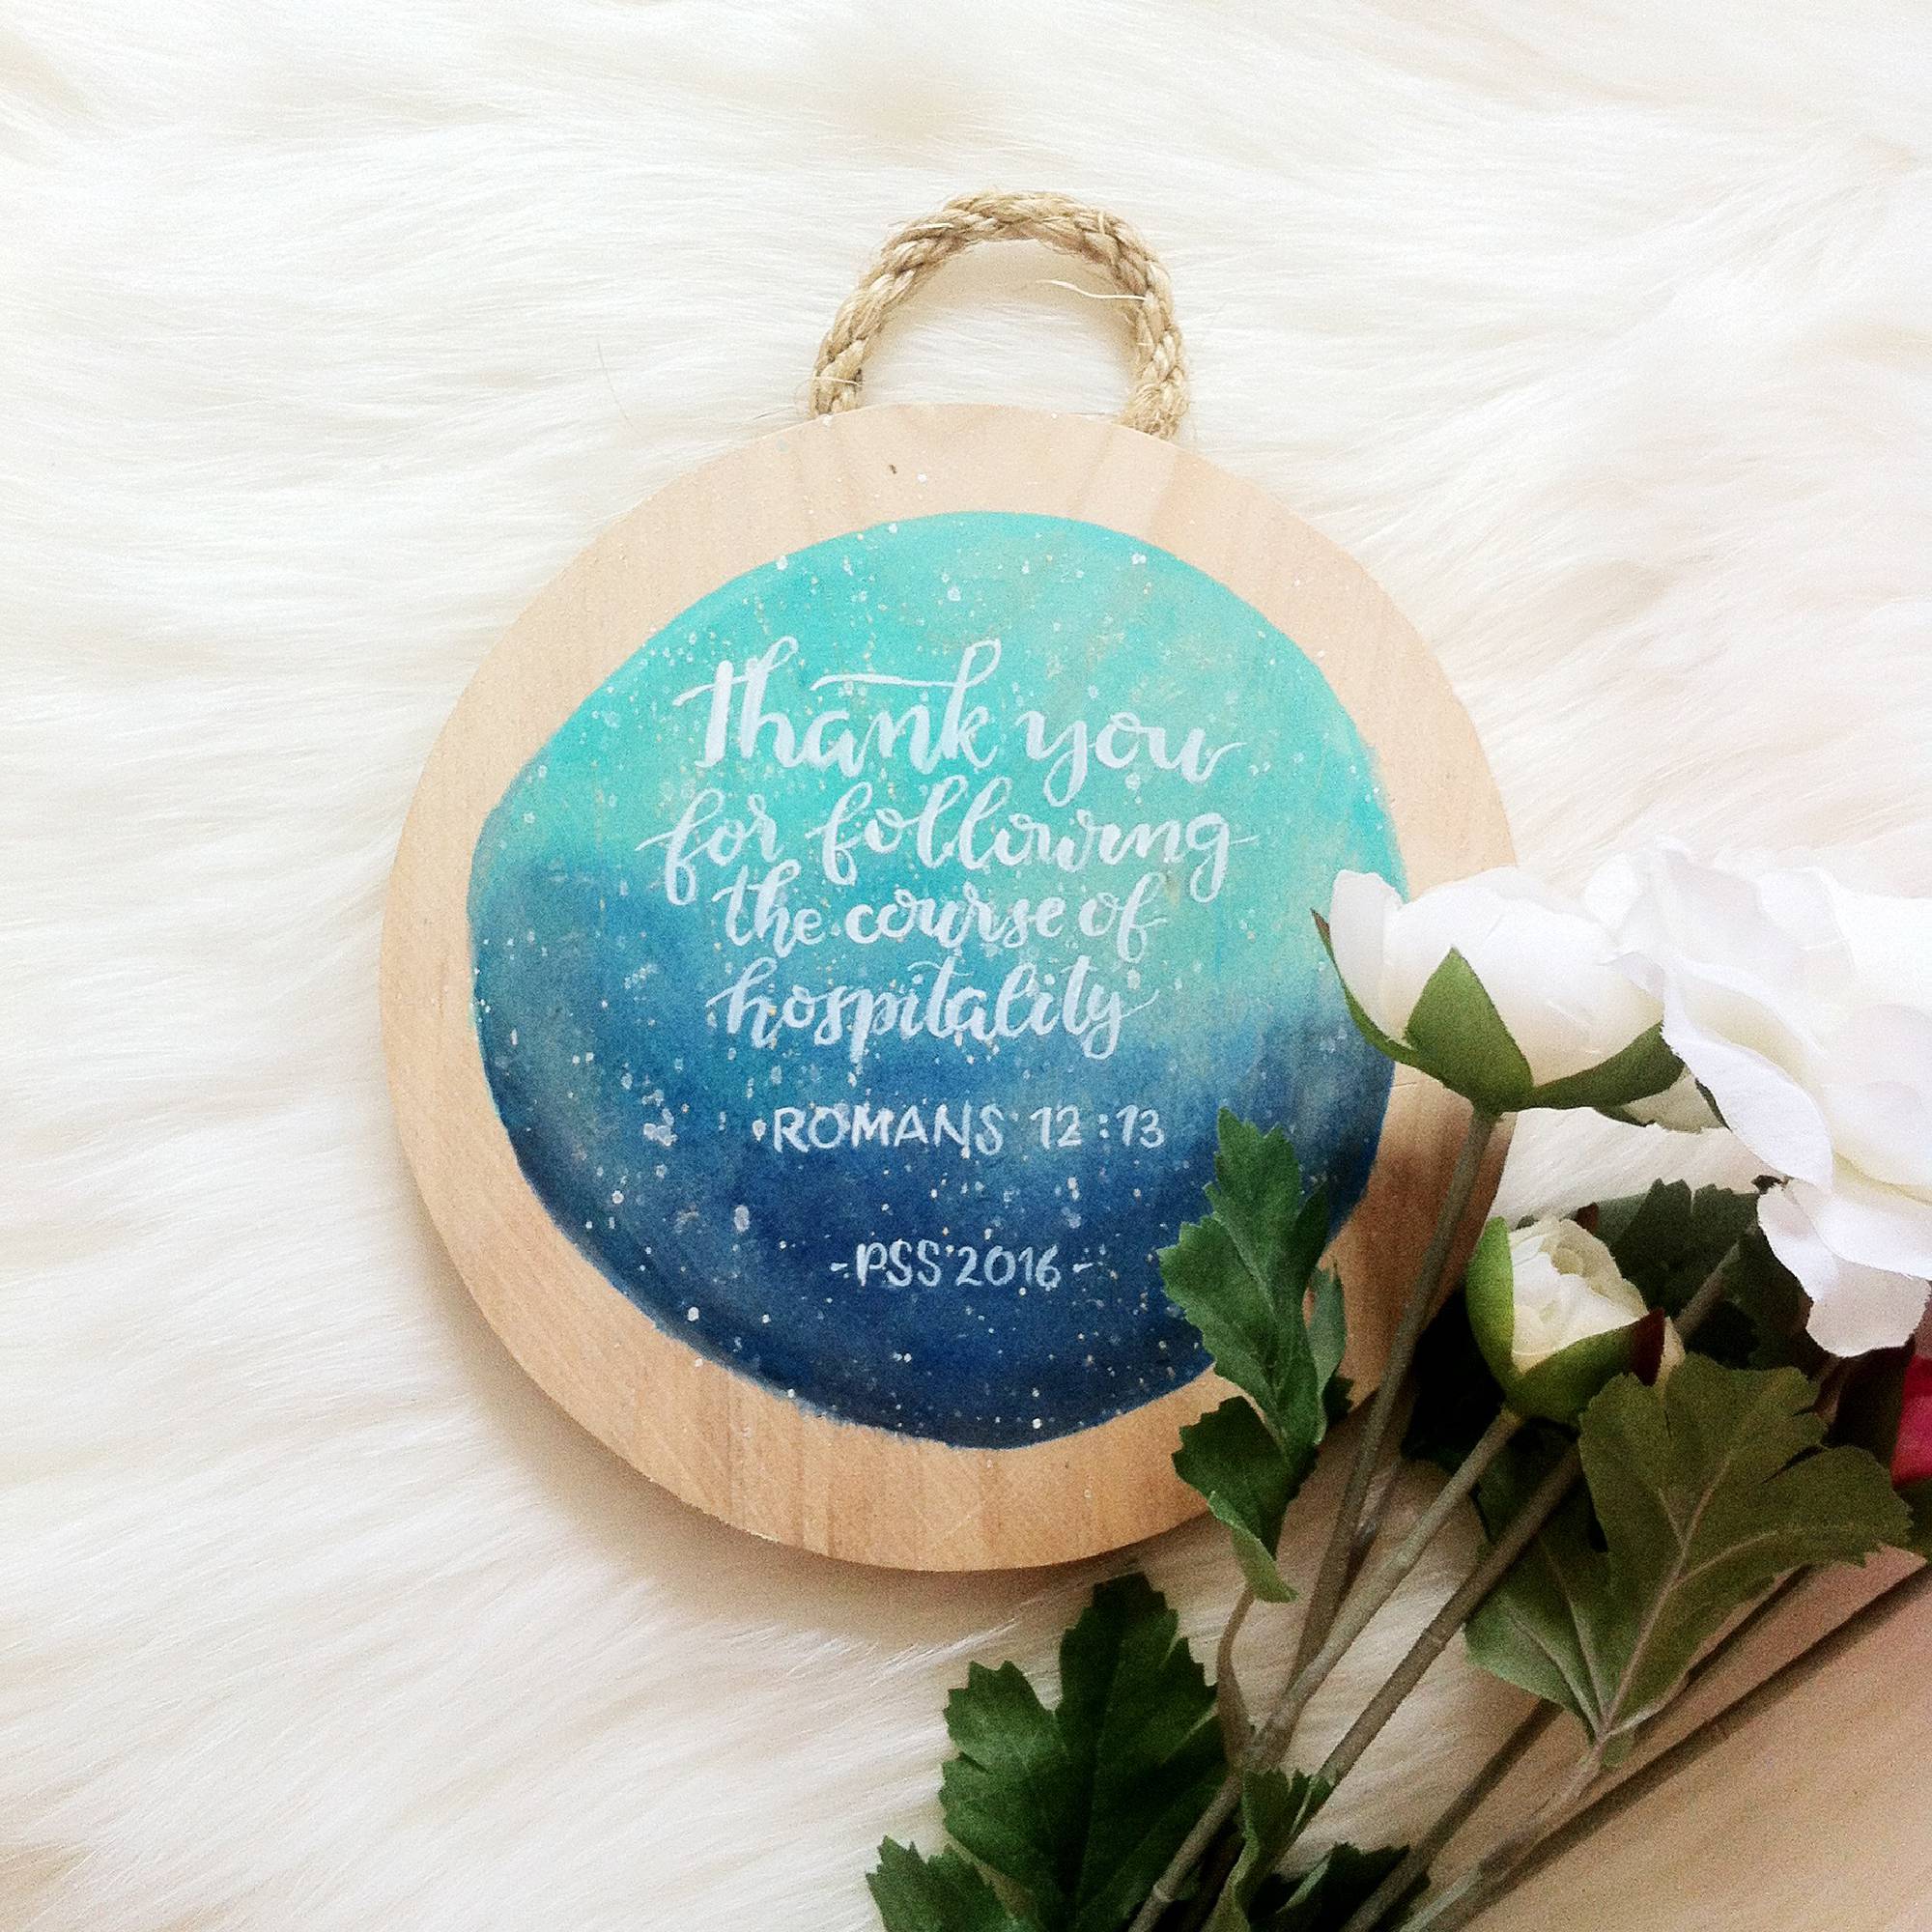 Thank you
for following
the course of
hospitality
ROMANS 12:13
-PSS'2016-